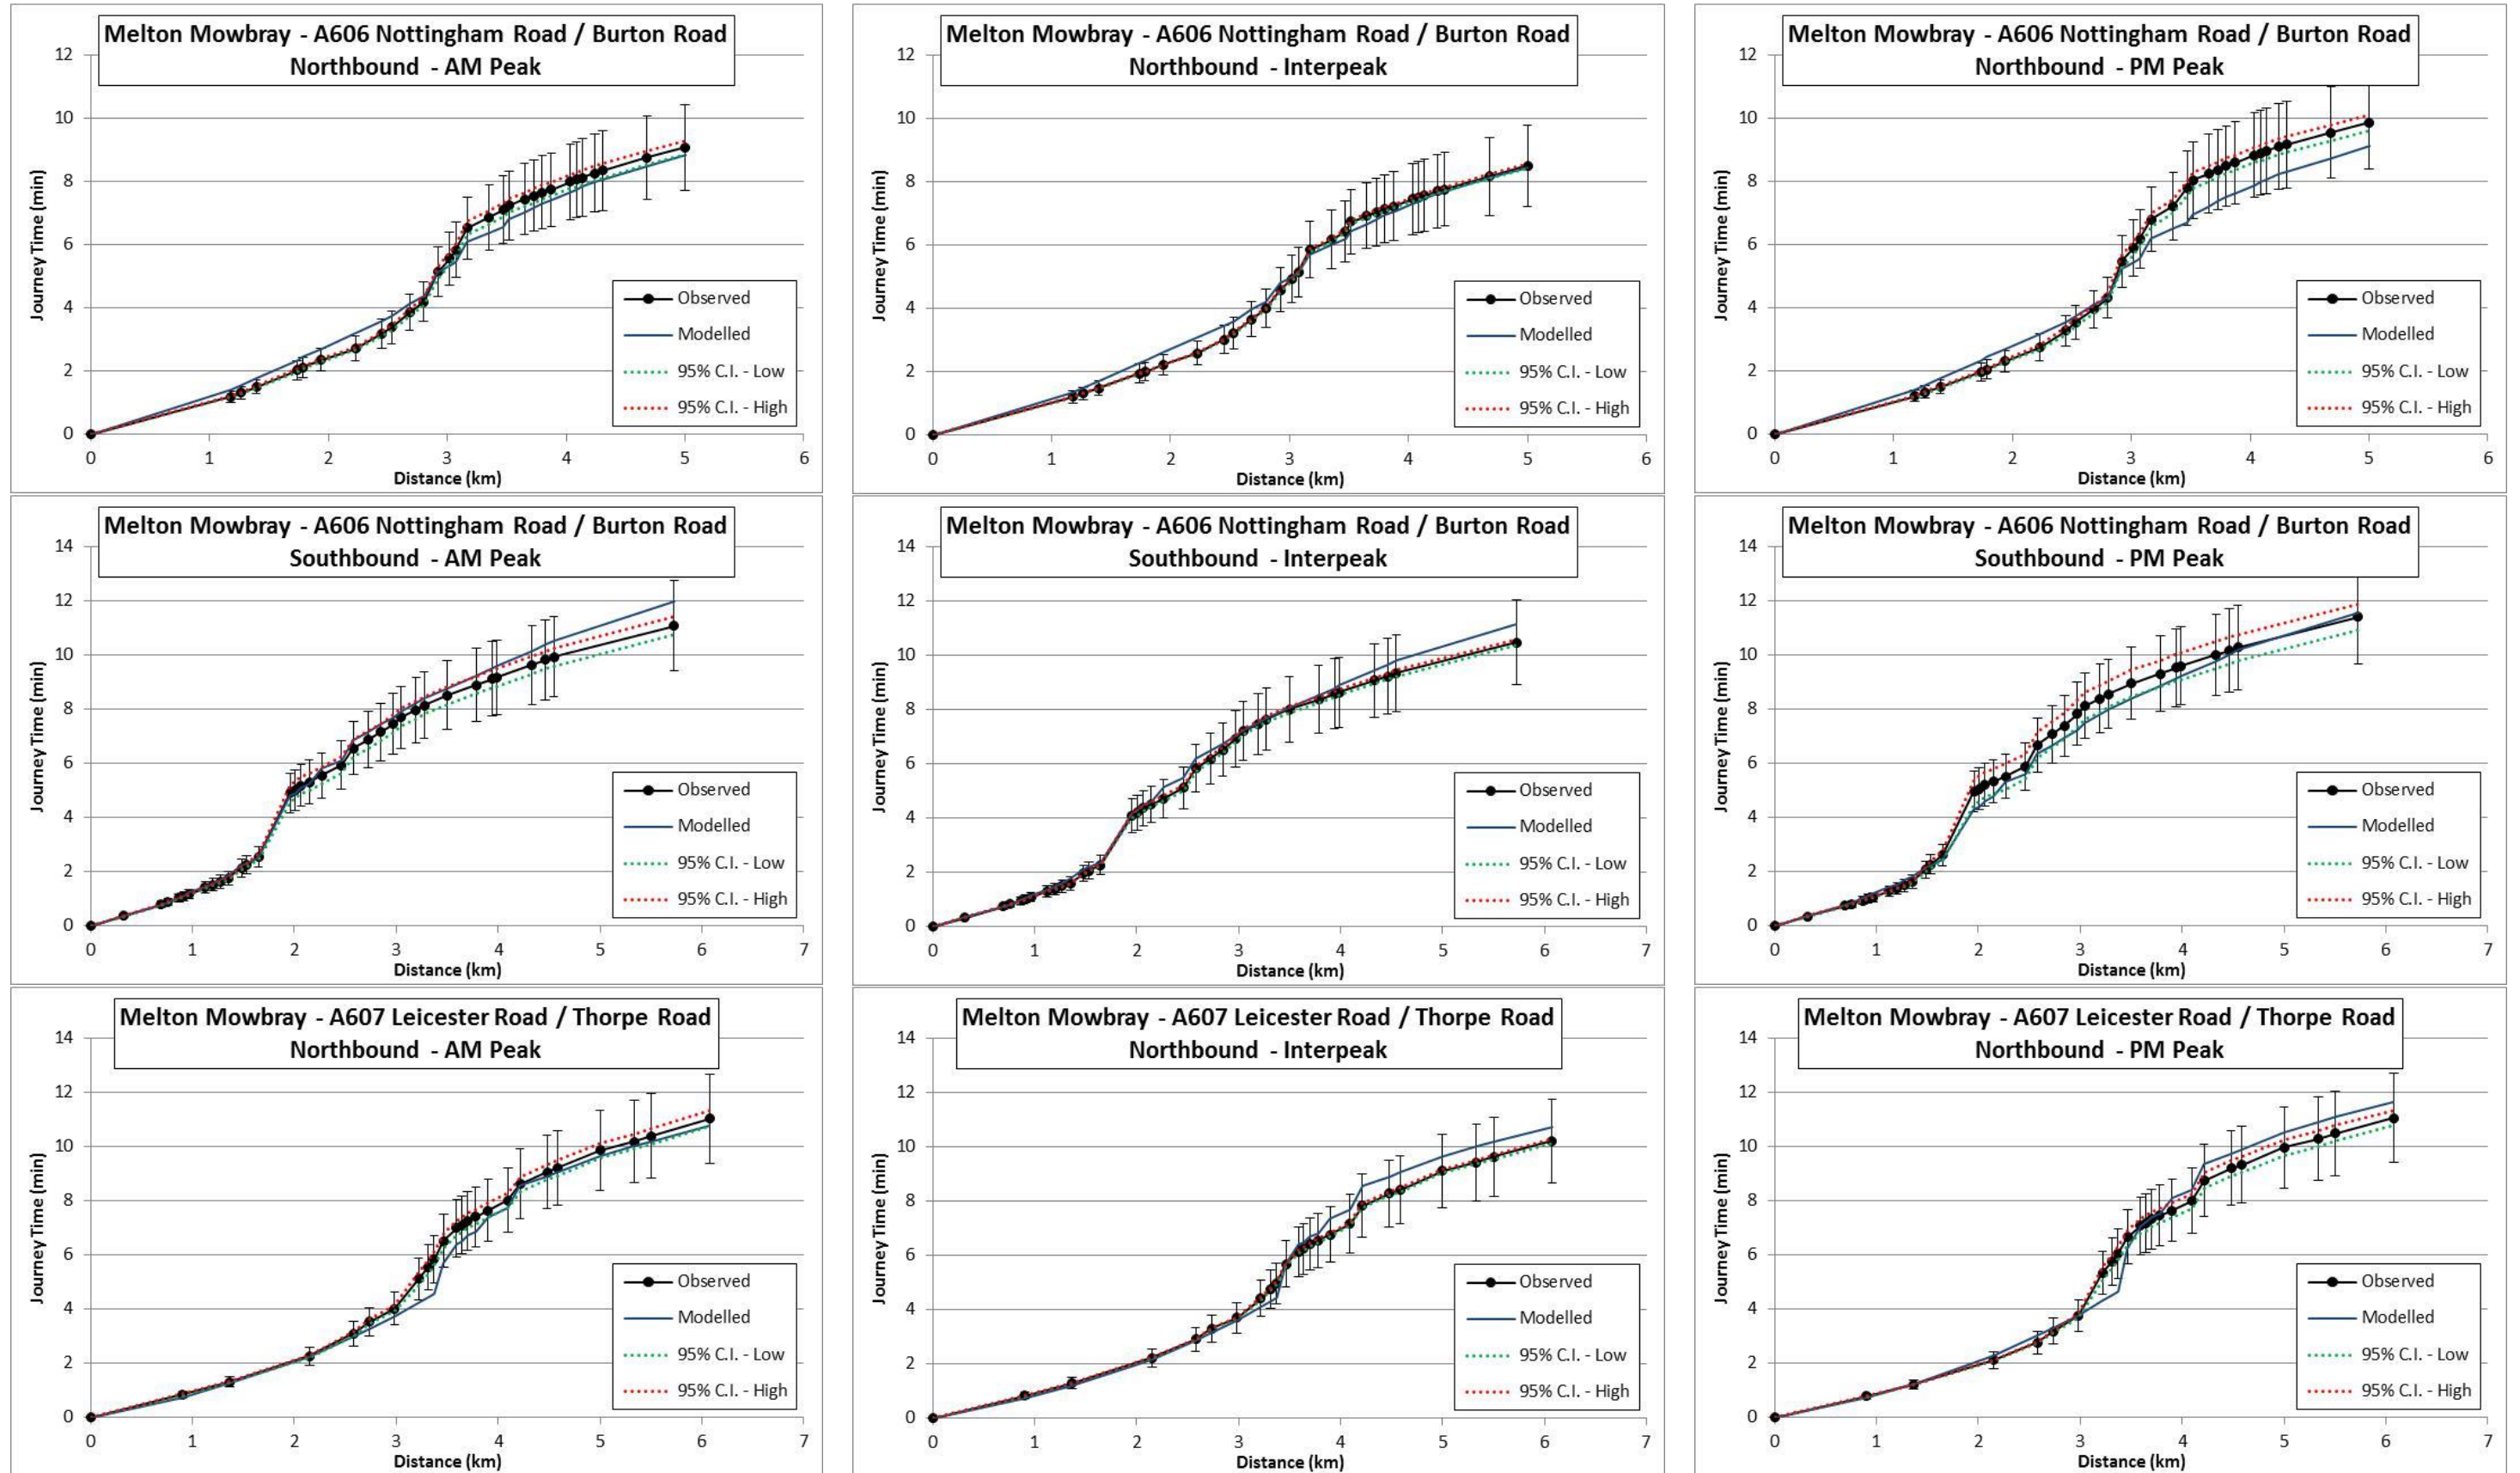 Melton Mowbray - A606 Nottingham Road / Burton Road
Northbound - AM Peak
Journey Time (min)
12
10
8
6
4
2
0
0 1 2 3 4 5 6
Distance (km)
Observed
Modelled
95% C.I. - Low
95% C.I. - High
Melton Mowbray - A606 Nottingham Road / Burton Road
Northbound - Interpeak
Journey Time (min)
12
10
8
6
4
2
0
0 1 2 3 4 5 6
Distance (km)
Observed
Modelled
95% C.I. - Low
95% C.I. - High
Melton Mowbray - A606 Nottingham Road / Burton Road
Northbound - PM Peak
Journey Time (min)
12
10
8
6
4
2
0
0 1 2 3 4 5 6
Distance (km)
Observed
Modelled
95% C.I. - Low
95% C.I. - High
Melton Mowbray - A606 Nottingham Road / Burton Road
Southbound - AM Peak
Journey Time (min)
14
12
10
8
6
4
2
0
0 1 2 3 4 5 6 7
Distance (km)
Observed
Modelled
95% C.I. - Low
95% C.I. - High
Melton Mowbray - A606 Nottingham Road / Burton Road
Southbound - Interpeak
Journey Time (min)
14
12
10
8
6
4
2
0
0 1 2 3 4 5 6 7
Distance (km)
Observed
Modelled
95% C.I. - Low
95% C.I. - High
Melton Mowbray - A606 Nottingham Road / Burton Road
Southbound - PM Peak
Journey Time (min)
14
12
10
8
6
4
2
0
0 1 2 3 4 5 6 7
Distance (km)
Observed
Modelled
95% C.I. - Low
95% C.I. - High
Melton Mowbray - A607 Leicester Road / Thorpe Road
Northbound - AM Peak
Journey Time (min)
14
12
10
8
6
4
2
0
0 1 2 3 4 5 6 7
Distance (km)
Observed
Modelled
95% C.I. - Low
95% C.I. - High
Melton Mowbray - A607 Leicester Road / Thorpe Road
Northbound - Interpeak
Journey Time (min)
14
12
10
8
6
4
2
0
0 1 2 3 4 5 6 7
Distance (km)
Observed
Modelled
95% C.I. - Low
95% C.I. - High
Melton Mowbray - A607 Leicester Road / Thorpe Road
Northbound - PM Peak
Journey Time (min)
14
12
10
8
6
4
2
0
0 1 2 3 4 5 6 7
Distance (km)
Observed
Modelled
95% C.I. - Low
95% C.I. - High